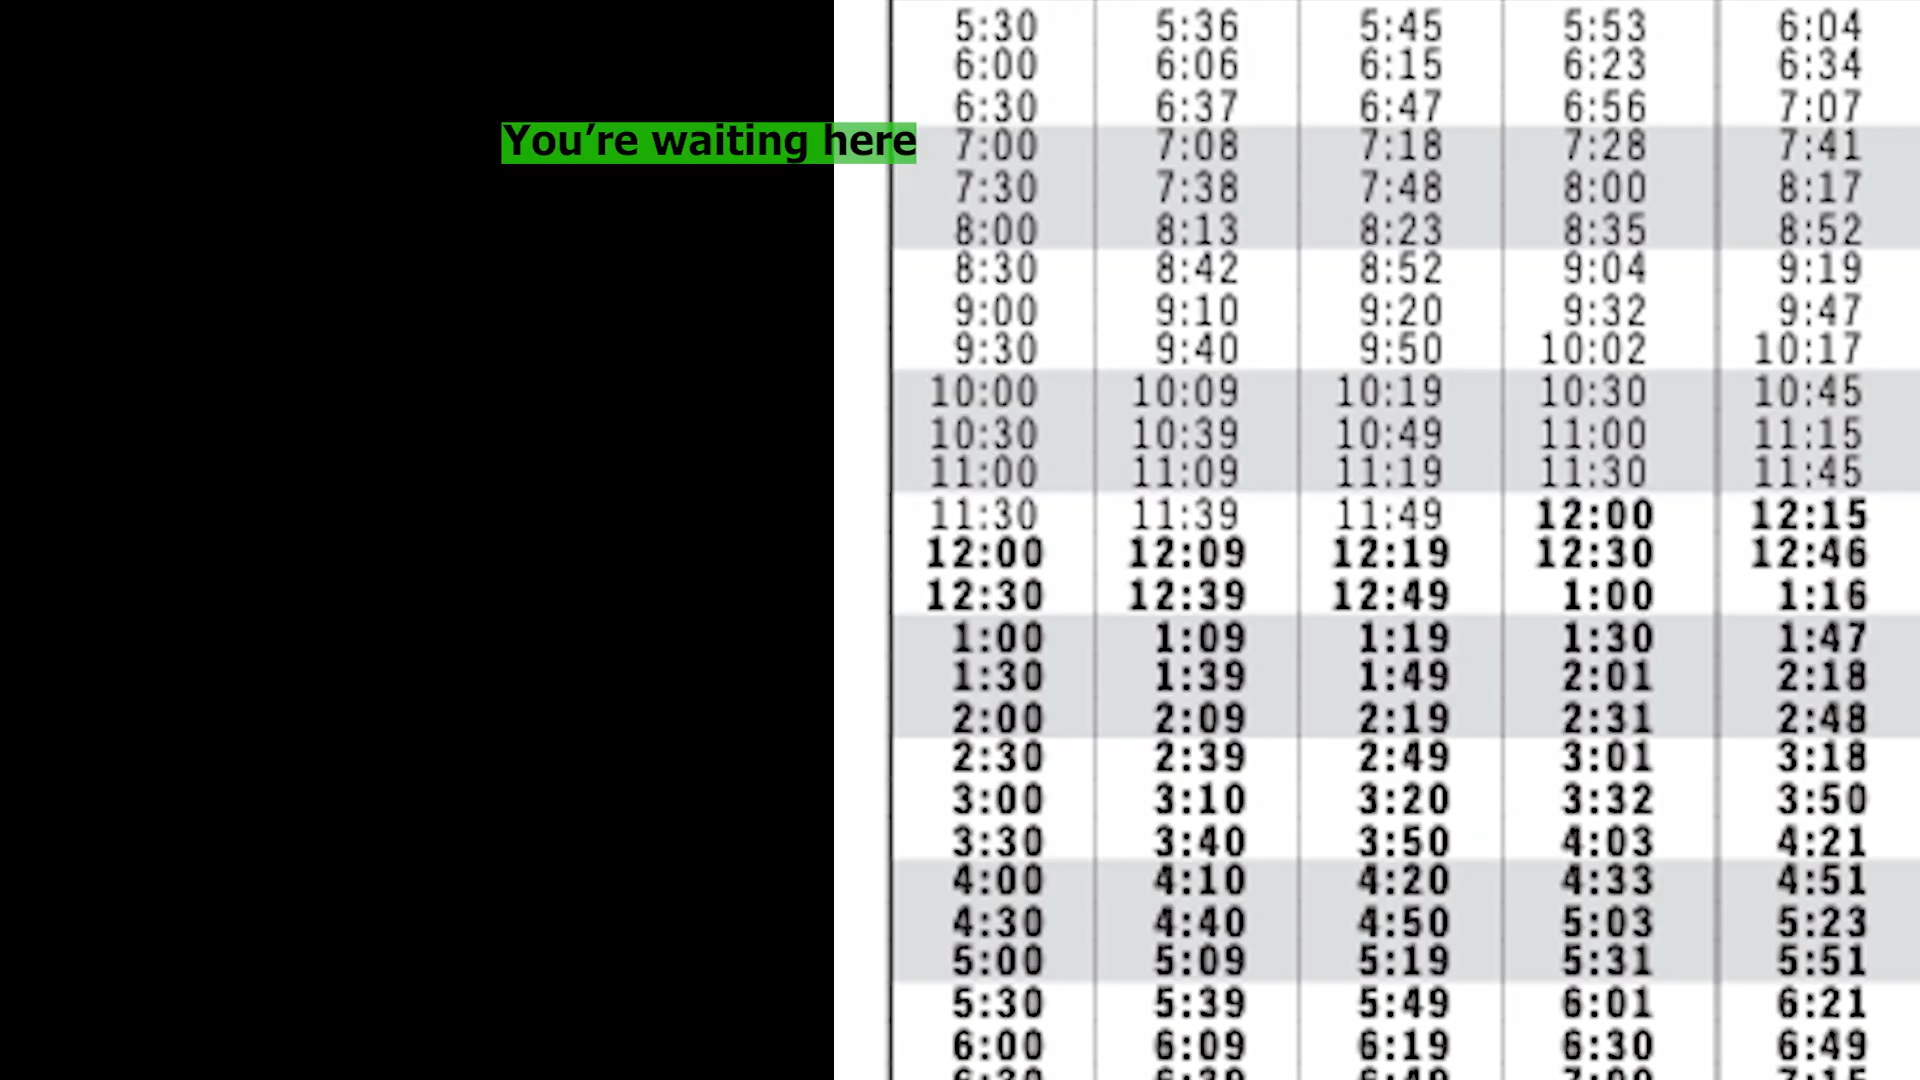 5:30 5:36 5:45 5:53 6:04
6:00 6:06 6:15 6:23 6:34
6:30 6:37 6:47 6:56 7:07
You’re waiting here 7:00 7:08 7:18 7:28 7:41
7:30 7:38 7:48 8:00 8:17
8:00 8:13 8:23 8:35 8:52
8:30 8:42 8:52 9:04 9:19
9:00 9:10 9:20 9:32 9:47
9:30 9:40 9:50 10:02 10:17
10:00 10:09 10:19 10:30 10:45
10:30 10:39 10:49 11:00 11:15
11:00 11:09 11:19 11:30 11:45
11:30 11:39 11:49 12:00 12:15
12:00 12:09 12:19 12:30 12:46
12:30 12:39 12:49 1:00 1:16
1:00 1:09 1:19 1:30 1:47
1:30 1:39 1:49 2:01 2:18
2:00 2:09 2:19 2:31 2:48
2:30 2:39 2:49 3:01 3:18
3:00 3:10 3:20 3:32 3:50
3:30 3:40 3:50 4:03 4:21
4:00 4:10 4:20 4:33 4:51
4:30 4:40 4:50 5:03 5:23
5:00 5:09 5:19 5:31 5:51
5:30 5:39 5:49 6:01 6:21
6:00 6:09 6:19 6:30 6:49